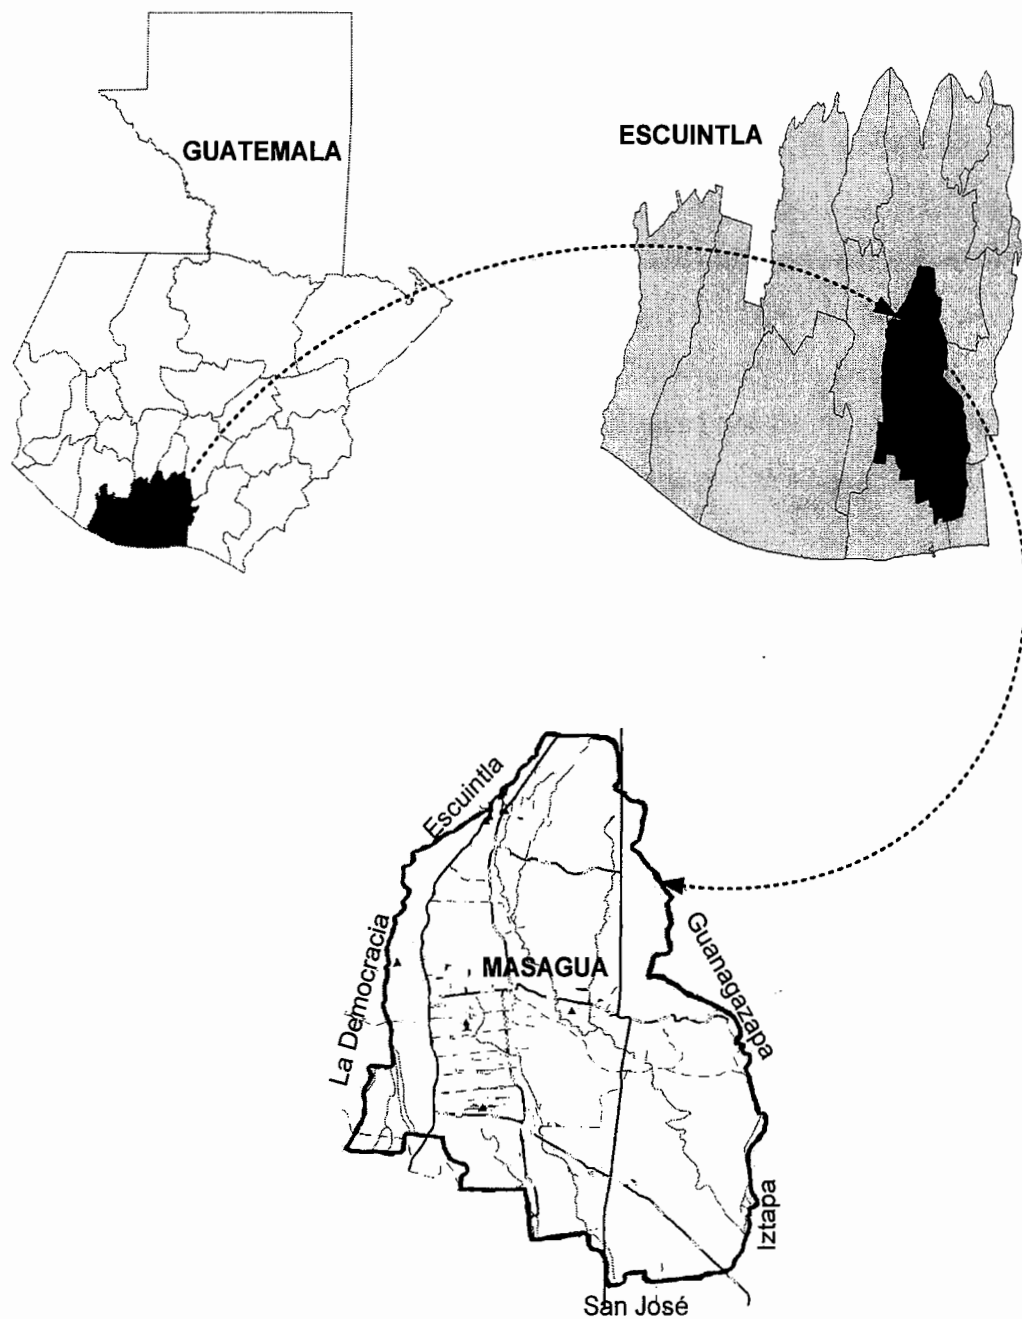 GUATEMALA
ESCUINTLA
Escuintla
La Democracia
MASAGUA
Guanagazapa
Iztapa
San José